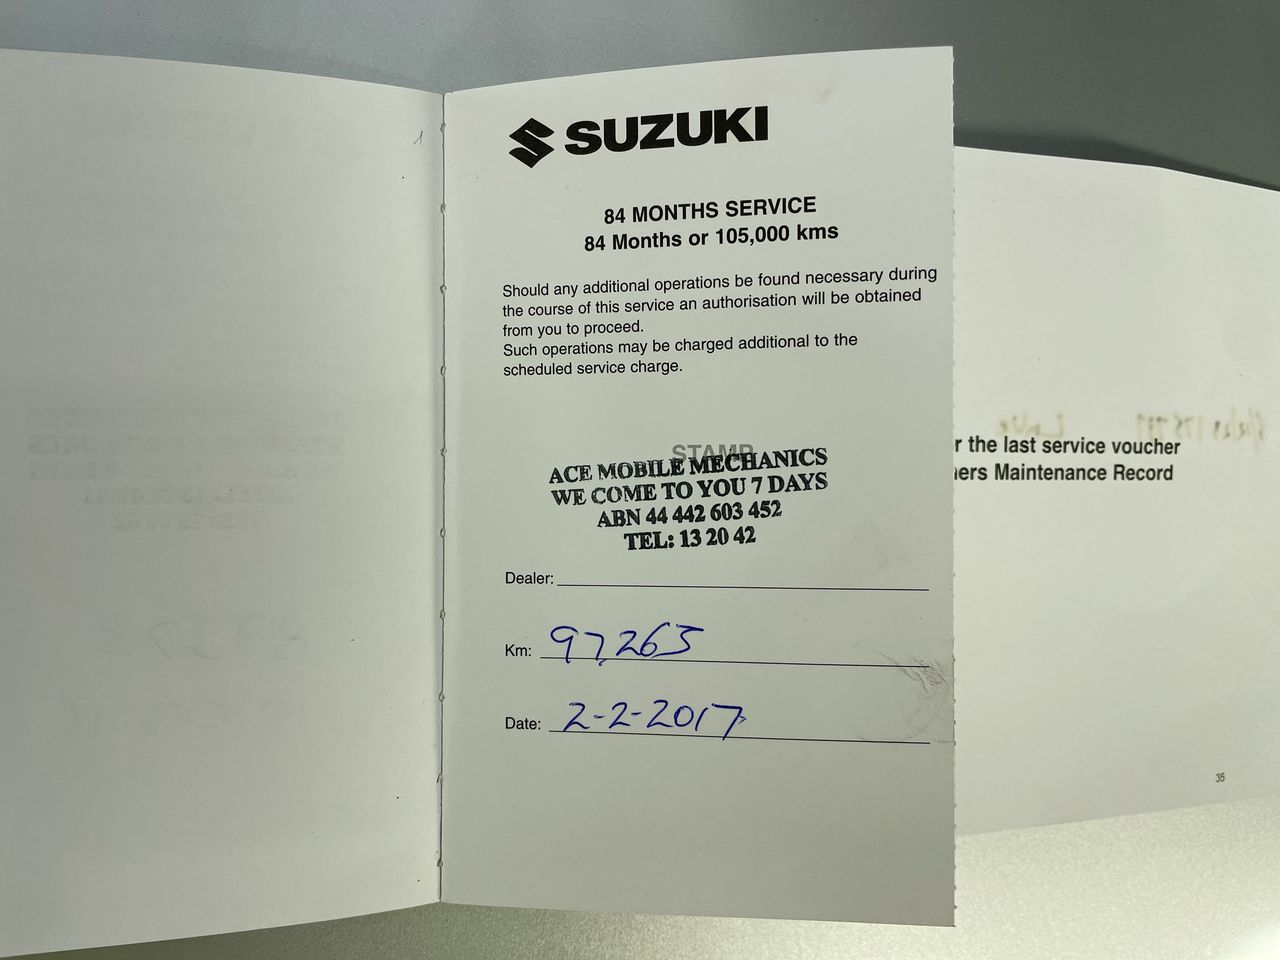 SUZUKI
84 MONTHS SERVICE
84 Months or 105,000 kms
Should any additional operations be found necessary during
the course of this service an authorisation will be obtained
from you to proceed.
Such operations may be charged additional to the
scheduled service charge.
STAMP
ACE MOBILE MECHANICS
WE COME TO YOU 7 DAYS
ABN 44 442 603 452
TEL: 13 20 42
Dealer:
Km: 97,263
Date: 2-2-2017
r the last service voucher
ners Maintenance Record
35